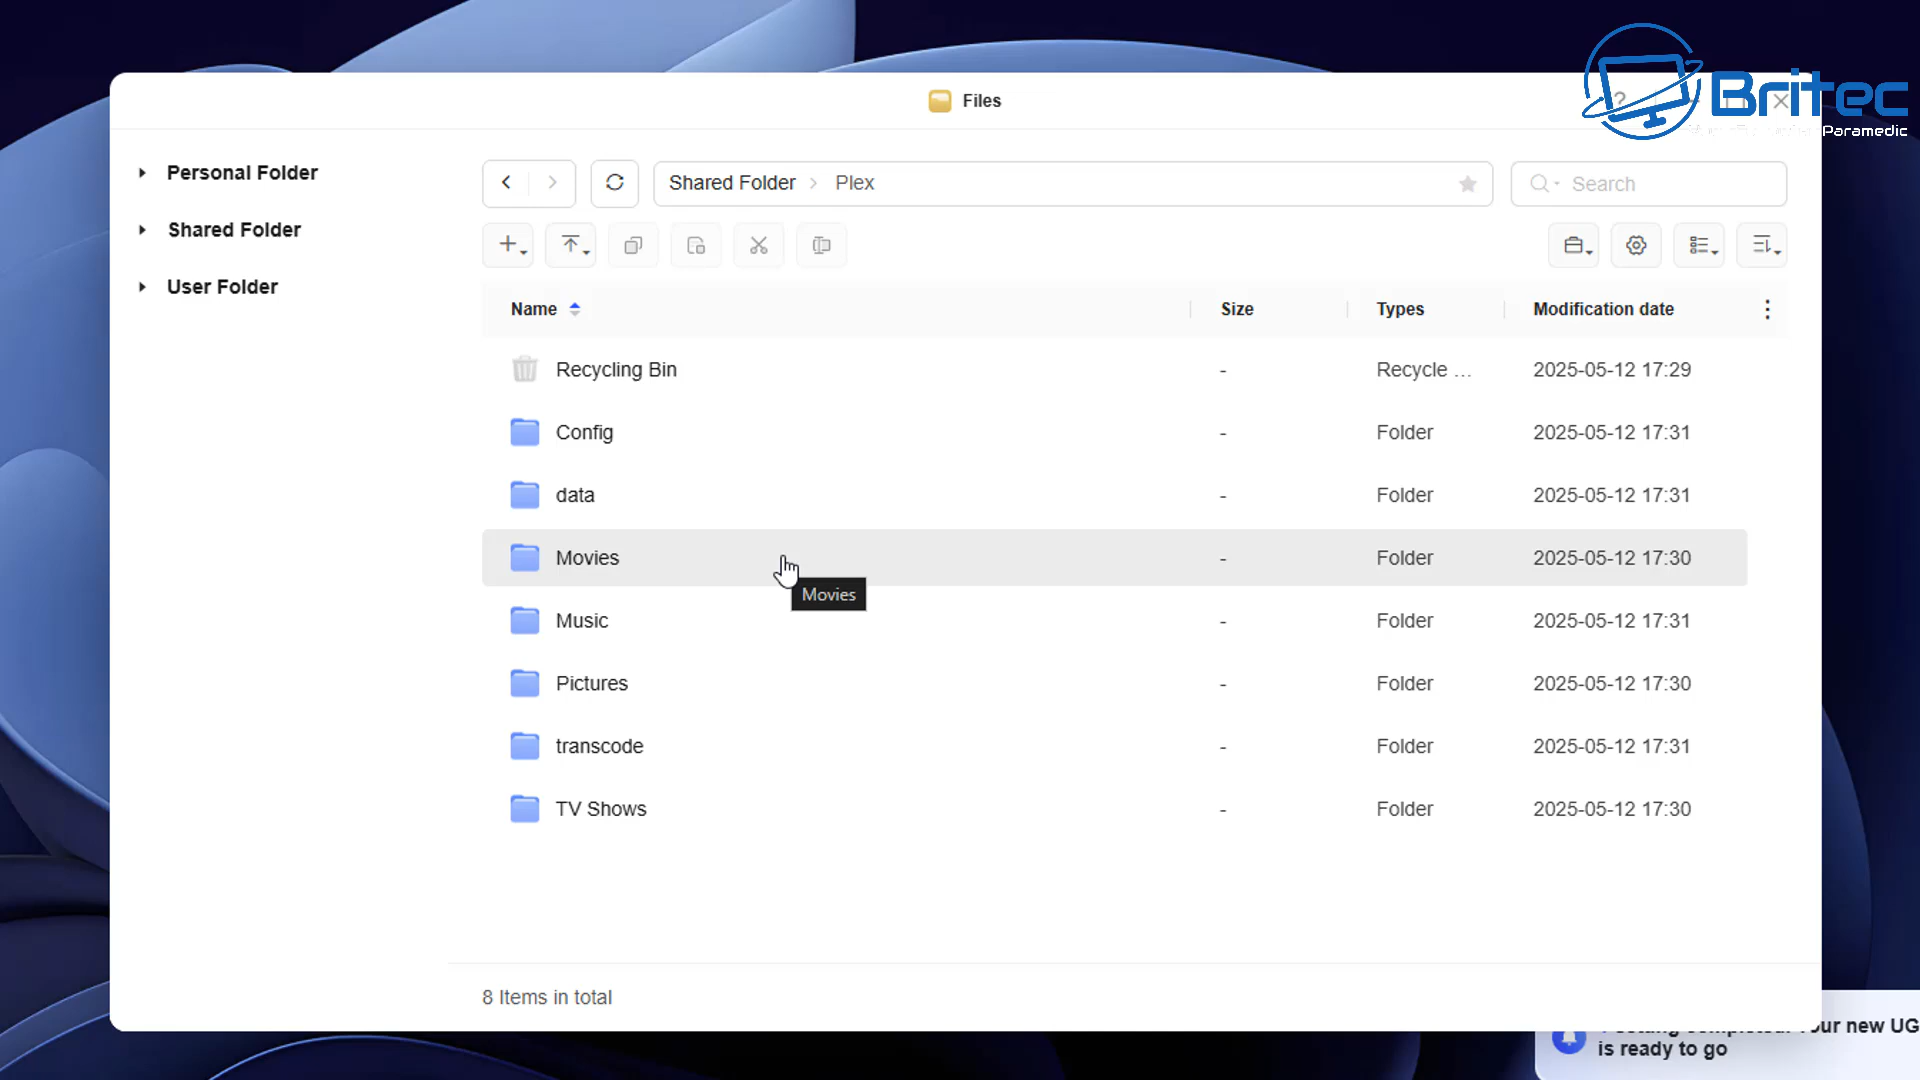 Britec
Paramedic
Files
?
Personal Folder
Shared Folder
User Folder
Shared Folder > Plex
Search
Name
Size
Types
Modification date
Recycling Bin - Recycle ... 2025-05-12 17:29
Config - Folder 2025-05-12 17:31
data - Folder 2025-05-12 17:31
Movies - Folder 2025-05-12 17:30
Movies
Music - Folder 2025-05-12 17:31
Pictures - Folder 2025-05-12 17:30
transcode - Folder 2025-05-12 17:31
TV Shows - Folder 2025-05-12 17:30
8 Items in total
new UG
is ready to go